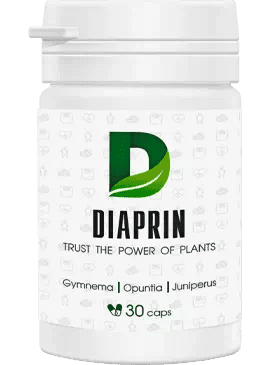 D
DIAPRIN
TRUST THE POWER OF PLANTS
Gymnema | Opuntia | Juniperus
30 caps